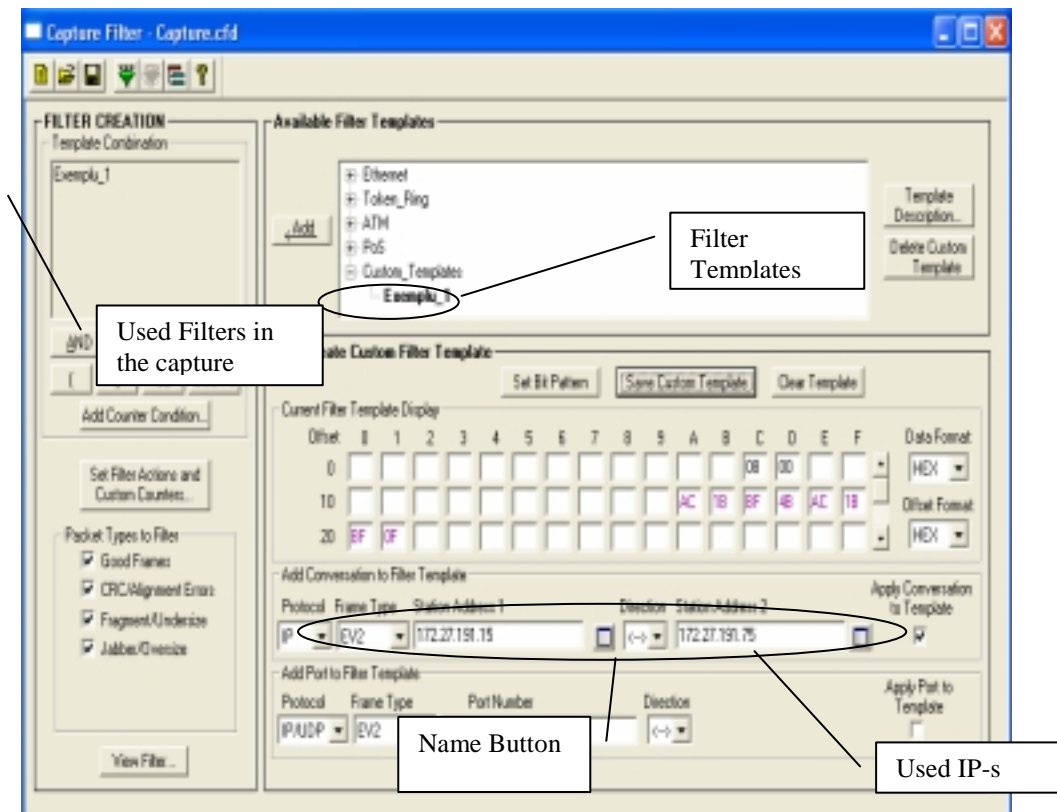 Capture Filter - Capture.cfd
FILTER CREATION
Template Combination
Exemplu_1
AND
(
Add Counter Condition...
Set Filter Actions and
Custom Counters...
Packet Types to Filter
Good Frames
CRC/Alignment Errors
Fragment/Undersize
Jabber/Oversize
View Filter...
Available Filter Templates
Add
Ethernet
Token_Ring
ATM
PoS
Custom_Templates
Exemplu_1
Template
Description...
Delete Custom
Template
Filter
Templates
Used Filters in
the capture
Custom Filter Template
Set Bit Pattern Save Custom Template Clear Template
Current Filter Template Display
Offset 0 1 2 3 4 5 6 7 8 9 A B C D E F Data Format
0 08 00 HEX
10 AC 1B BF 4B AC 1B Offset Format
20 BF 0F HEX
Add Conversation to Filter Template
Protocol Frame Type Station Address 1 Direction Station Address 2 Apply Conversation
to Template
IP EV2 172.27.191.15 <--> 172.27.191.75
Add Port to Filter Template
Protocol Frame Type Port Number Direction Apply Port to
Template
IP/UDP EV2 <-->
Name Button
Used IP-s